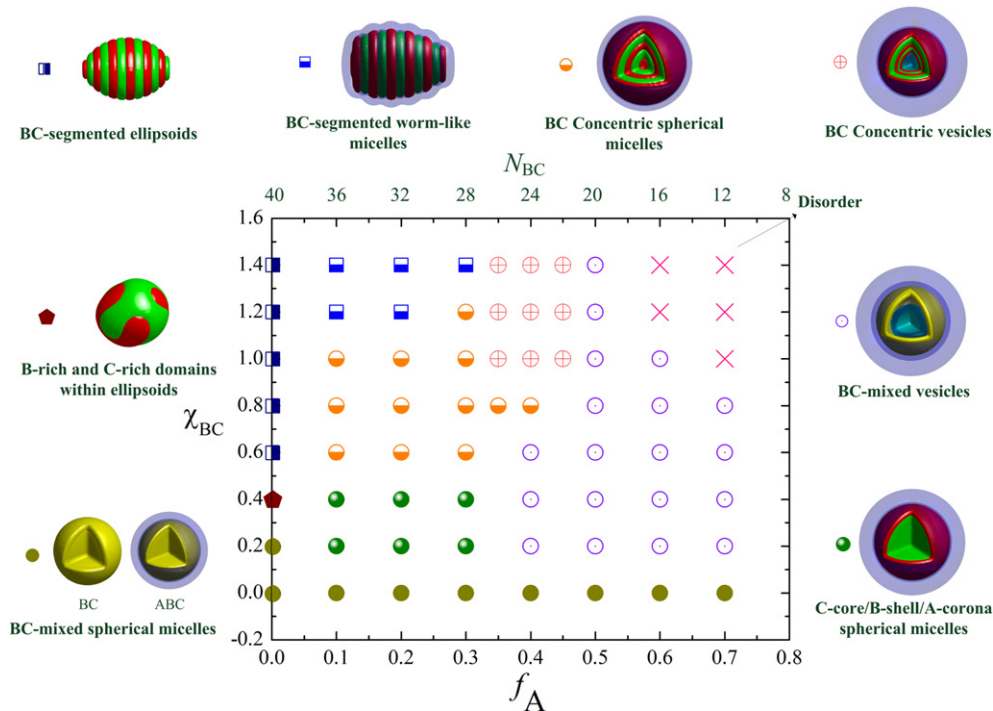 BC-segmented ellipsoids
BC-segmented worm-like
micelles
BC Concentric spherical
micelles
BC Concentric vesicles
N_BC
40 36 32 28 24 20 16 12 8
Disorder
B-rich and C-rich domains
within ellipsoids
BC-mixed vesicles
BC ABC
BC-mixed spherical micelles
C-core/B-shell/A-corona
spherical micelles
χ_BC
1.6
1.4
1.2
1.0
0.8
0.6
0.4
0.2
0.0
-0.2
0.0 0.1 0.2 0.3 0.4 0.5 0.6 0.7 0.8
f_A